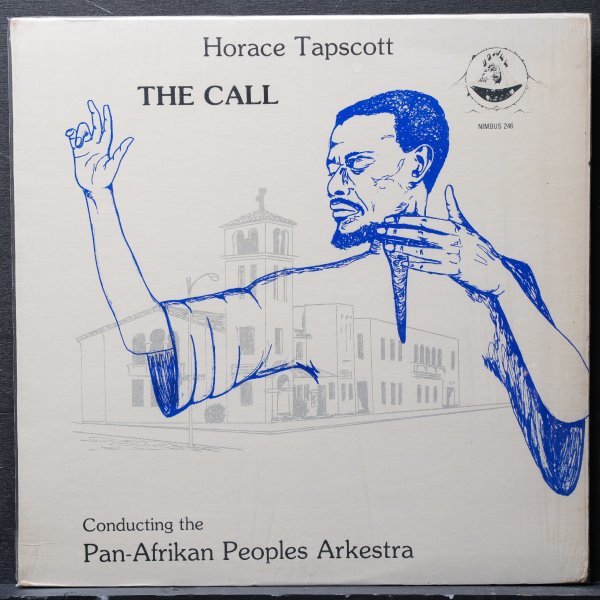 Horace Tapscott
THE CALL
NIMBUS 246
Conducting the
Pan-Afrikan Peoples Arkestra